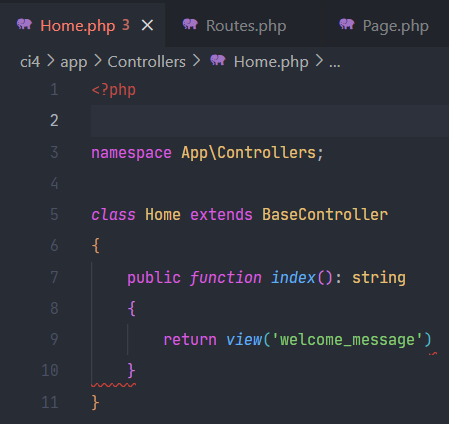 Home.php 3 × Routes.php Page.php
ci4 > app > Controllers > Home.php > ...
1 <?php
2
3 namespace App\Controllers;
4
5 class Home extends BaseController
6 {
7     public function index(): string
8     {
9         return view('welcome_message')
10     }
11 }